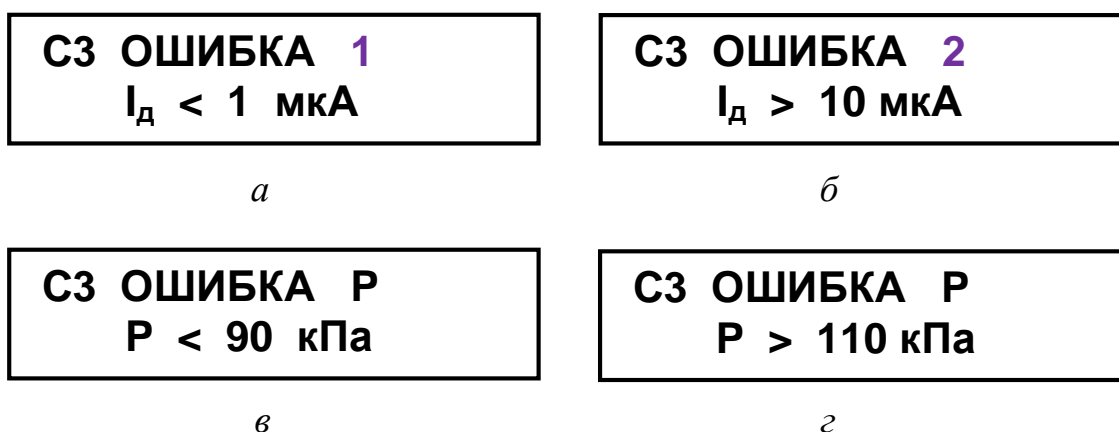 С3 ОШИБКА 1
Iд < 1 мкА
С3 ОШИБКА 2
Iд > 10 мкА
а
б
С3 ОШИБКА Р
Р < 90 кПа
С3 ОШИБКА Р
Р > 110 кПа
в
г